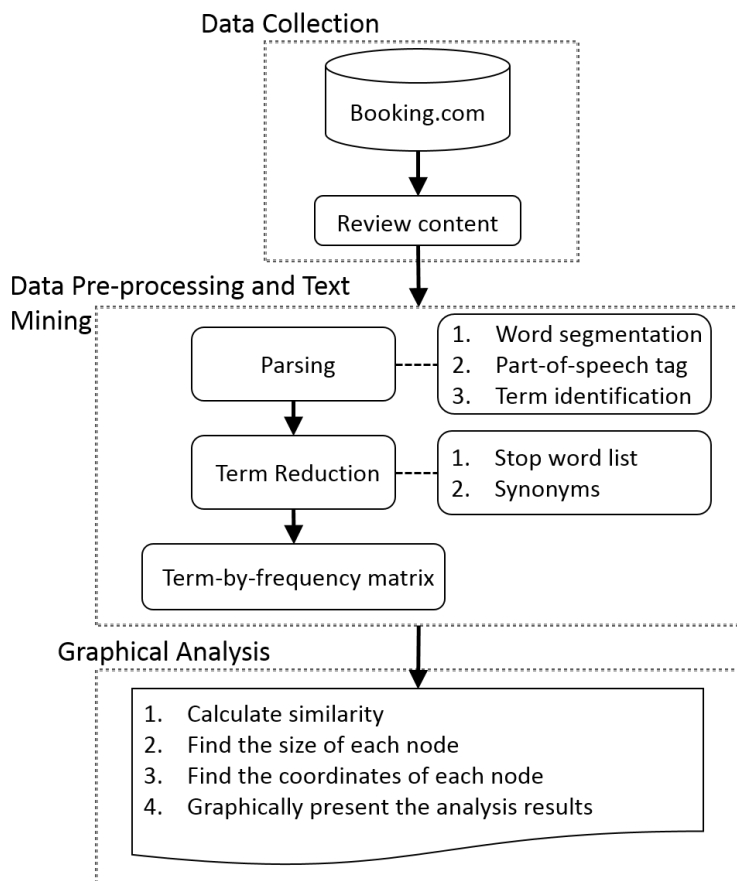 Data Collection
Booking.com
Review content
Data Pre-processing and Text
Mining
Parsing
1. Word segmentation
2. Part-of-speech tag
3. Term identification
Term Reduction
1. Stop word list
2. Synonyms
Term-by-frequency matrix
Graphical Analysis
1. Calculate similarity
2. Find the size of each node
3. Find the coordinates of each node
4. Graphically present the analysis results